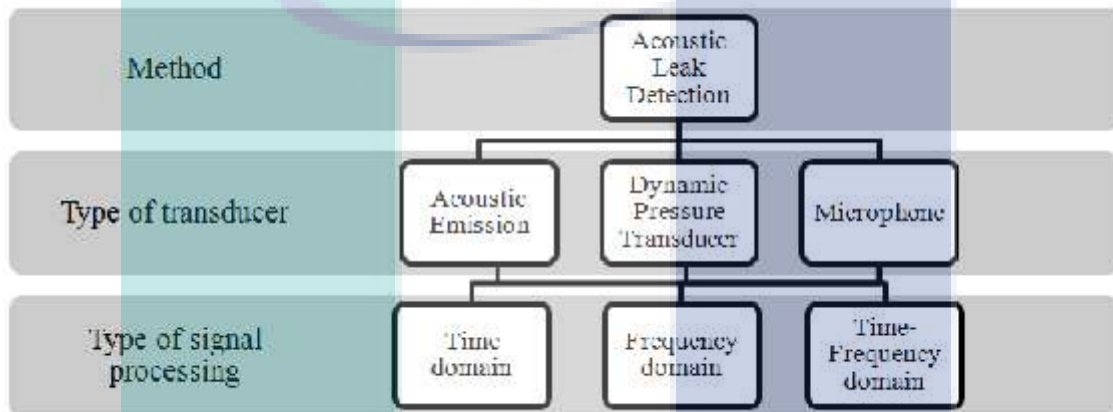 Method
Acoustic
Leak
Detection
Type of transducer
Acoustic
Emission
Dynamic
Pressure
Transducer
Microphone
Type of signal
processing
Time
domain
Frequency
domain
Time-
Frequency
domain